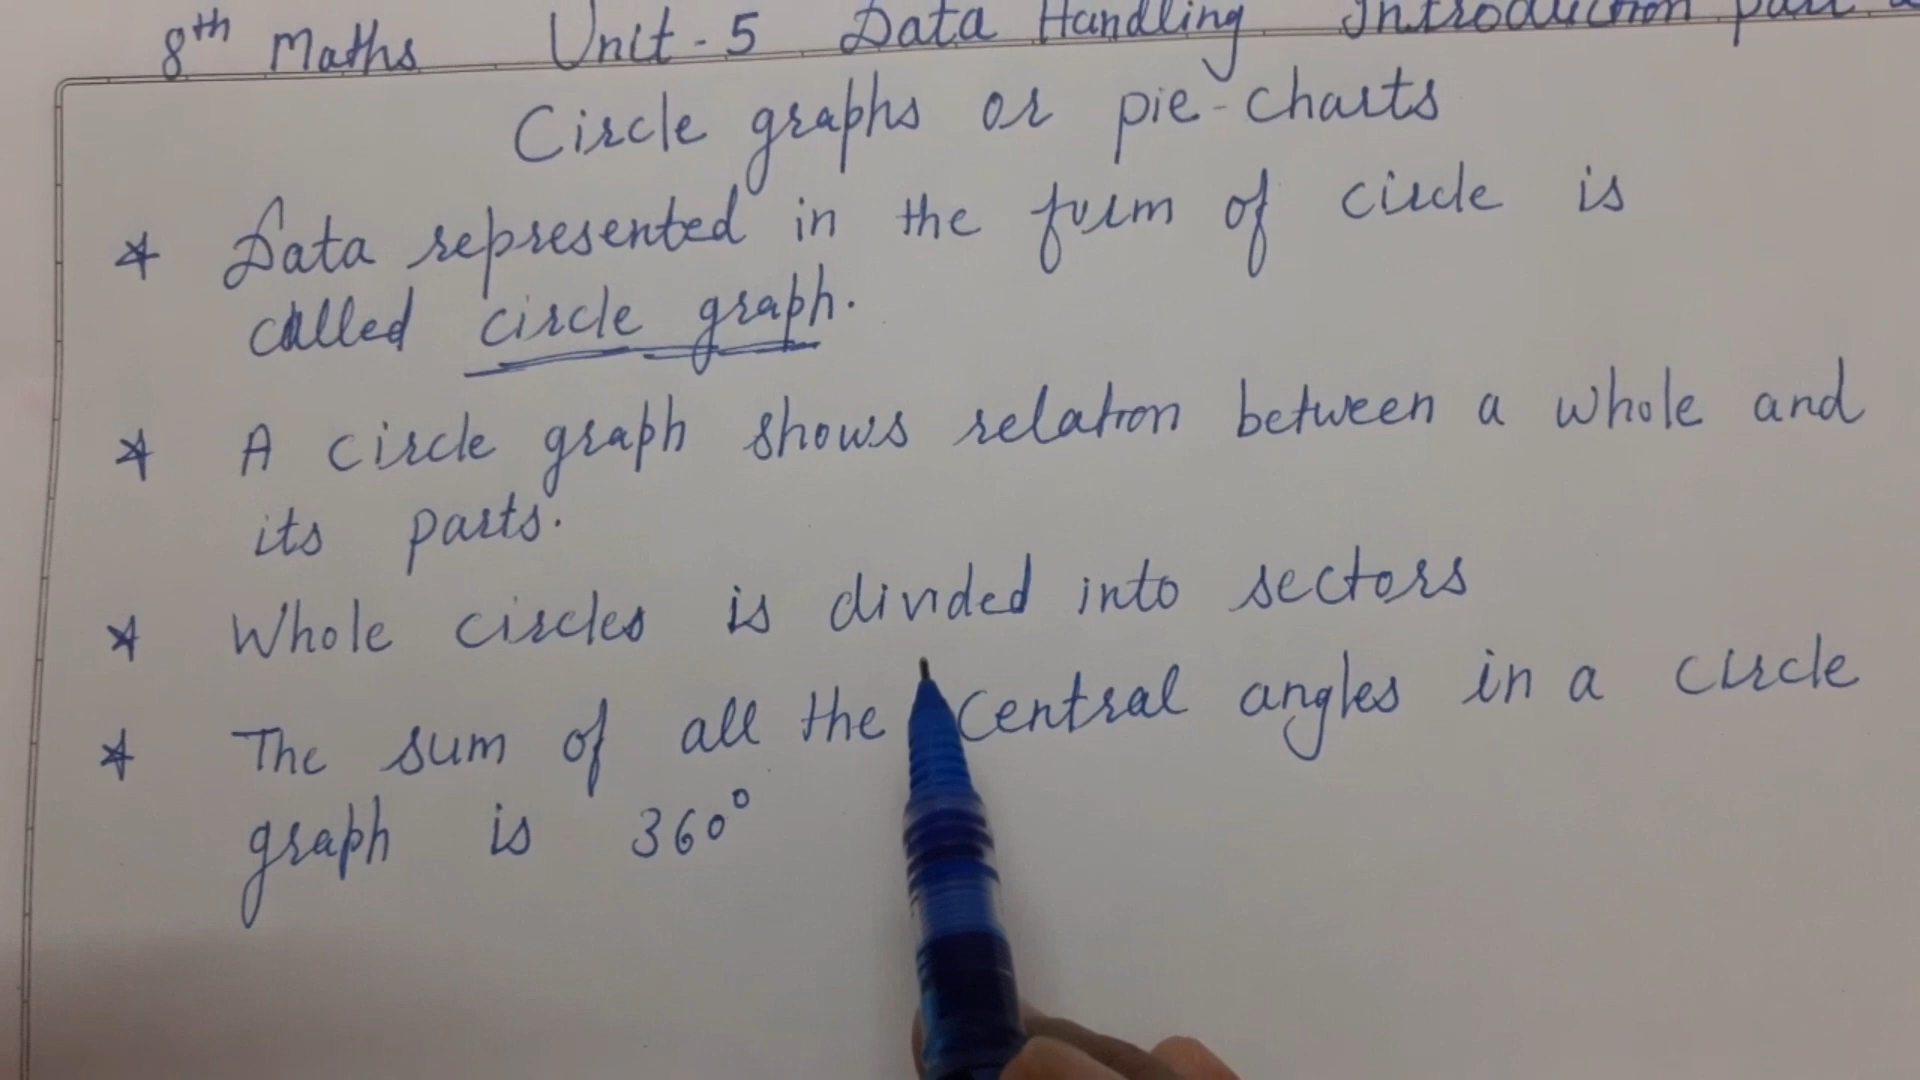 8th Maths Unit-5 Data Handling Introduction part
Circle graphs or pie-charts
* Data represented in the form of circle is
called circle graph.
* A circle graph shows relation between a whole and
its parts.
* Whole circles is divided into sectors
* The sum of all the central angles in a circle
graph is 360°